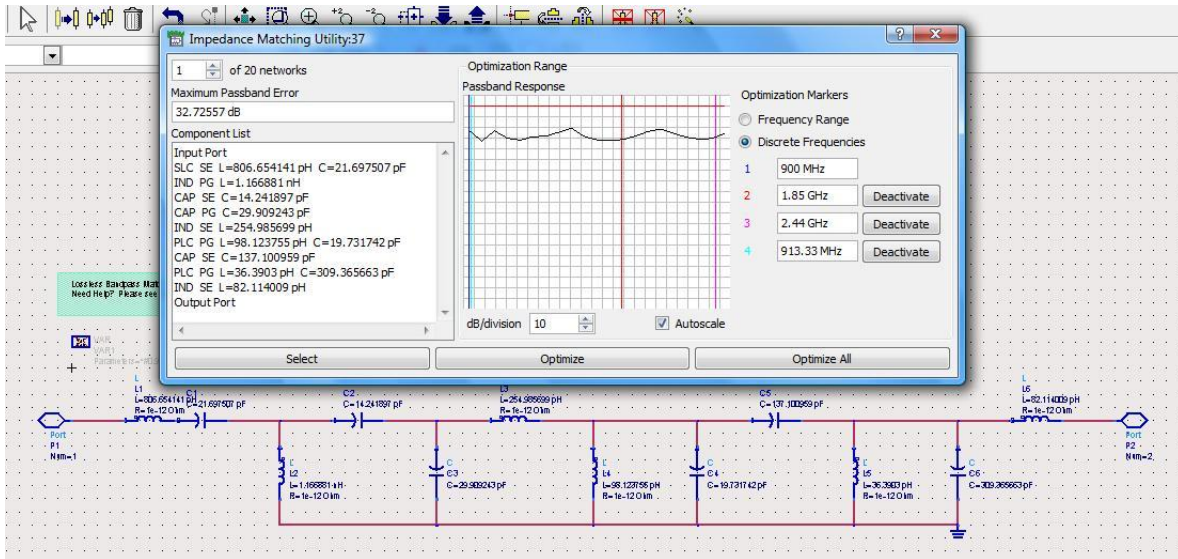 Impedance Matching Utility:37
1 of 20 networks
Maximum Passband Error
32.72557 dB
Component List
Input Port
SLC SE L=806.654141 pH C=21.697507 pF
IND PG L=1.166881 nH
CAP SE C=14.241897 pF
CAP PG C=29.909243 pF
IND SE L=254.985699 pH
PLC PG L=98.123755 pH C=19.731742 pF
CAP SE C=137.100959 pF
PLC PG L=36.3903 pH C=309.365663 pF
IND SE L=82.114009 pH
Output Port
Optimization Range
Passband Response
dB/division 10
Autoscale
Optimization Markers
Frequency Range
Discrete Frequencies
1 900 MHz
2 1.85 GHz Deactivate
3 2.44 GHz Deactivate
4 913.33 MHz Deactivate
Select
Optimize
Optimize All
Lossless Bandpass Mat
Need Help? Please see
VAR
VAR1
L
L1
L=806.654141 pH
R=1e-12 Ohm
C1
C=21.697507 pF
C2
C=14.241897 pF
L3
L=254.985699 pH
R=1e-12 Ohm
C5
C=137.100959 pF
L6
L=82.114009 pH
R=1e-12 Ohm
Port
P1
Num=1
L
L2
L=1.166881 nH
R=1e-12 Ohm
C
C3
C=29.909243 pF
L
L4
L=98.123755 pH
R=1e-12 Ohm
C
C4
C=19.731742 pF
L
L5
L=36.3903 pH
R=1e-12 Ohm
C
C6
C=309.365663 pF
Port
P2
Num=2